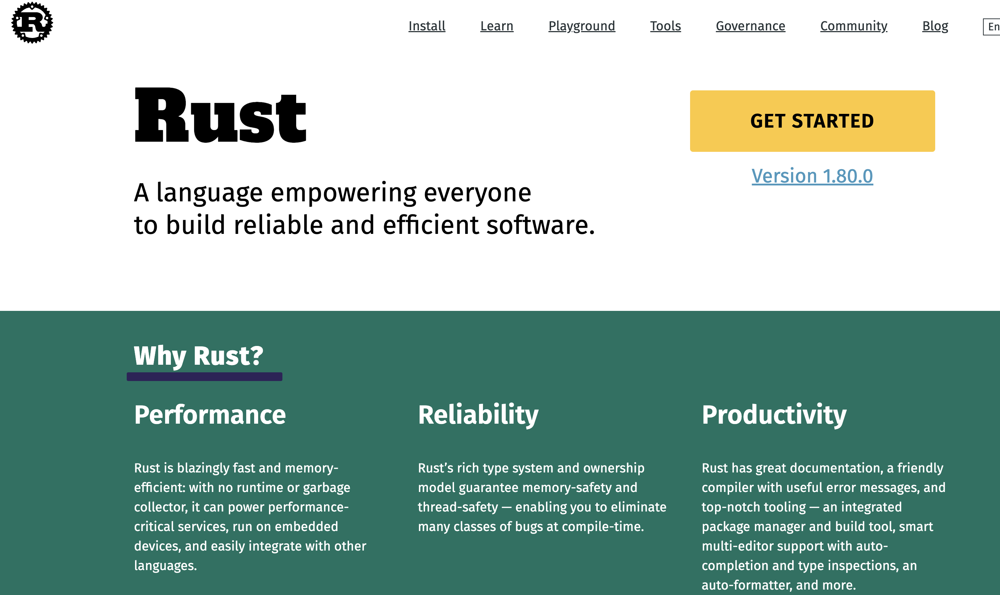 R
Install Learn Playground Tools Governance Community Blog En
Rust
GET STARTED
Version 1.80.0
A language empowering everyone
to build reliable and efficient software.
Why Rust?
Performance
Rust is blazingly fast and memory-
efficient: with no runtime or garbage
collector, it can power performance-
critical services, run on embedded
devices, and easily integrate with other
languages.
Reliability
Rust’s rich type system and ownership
model guarantee memory-safety and
thread-safety — enabling you to eliminate
many classes of bugs at compile-time.
Productivity
Rust has great documentation, a friendly
compiler with useful error messages, and
top-notch tooling — an integrated
package manager and build tool, smart
multi-editor support with auto-
completion and type inspections, an
auto-formatter, and more.